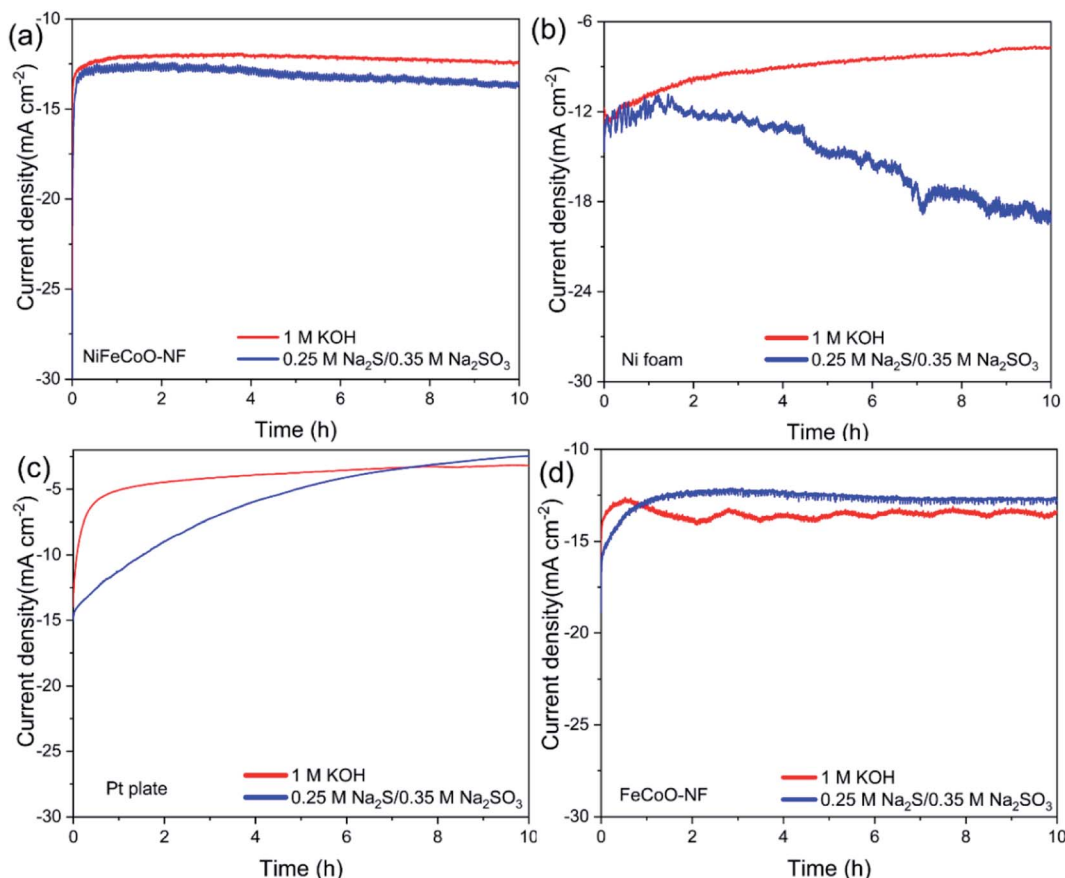 (a)
Current density(mA cm⁻²)
-10
-15
-20
-25
-30
NiFeCoO-NF
1 M KOH
0.25 M Na₂S/0.35 M Na₂SO₃
0 2 4 6 8 10
Time (h)
(b)
Current density(mA cm⁻²)
-6
-12
-18
-24
-30
Ni foam
1 M KOH
0.25 M Na₂S/0.35 M Na₂SO₃
0 2 4 6 8 10
Time (h)
(c)
Current density(mA cm⁻²)
-5
-10
-15
-20
-25
-30
Pt plate
1 M KOH
0.25 M Na₂S/0.35 M Na₂SO₃
0 2 4 6 8 10
Time (h)
(d)
Current density(mA cm⁻²)
-10
-15
-20
-25
-30
FeCoO-NF
1 M KOH
0.25 M Na₂S/0.35 M Na₂SO₃
0 2 4 6 8 10
Time (h)